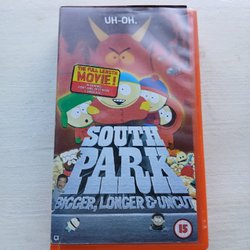 UH-OH.
THE FULL LENGTH
MOVIE!
SOUTH
PARK
BIGGER, LONGER & UNCUT
15